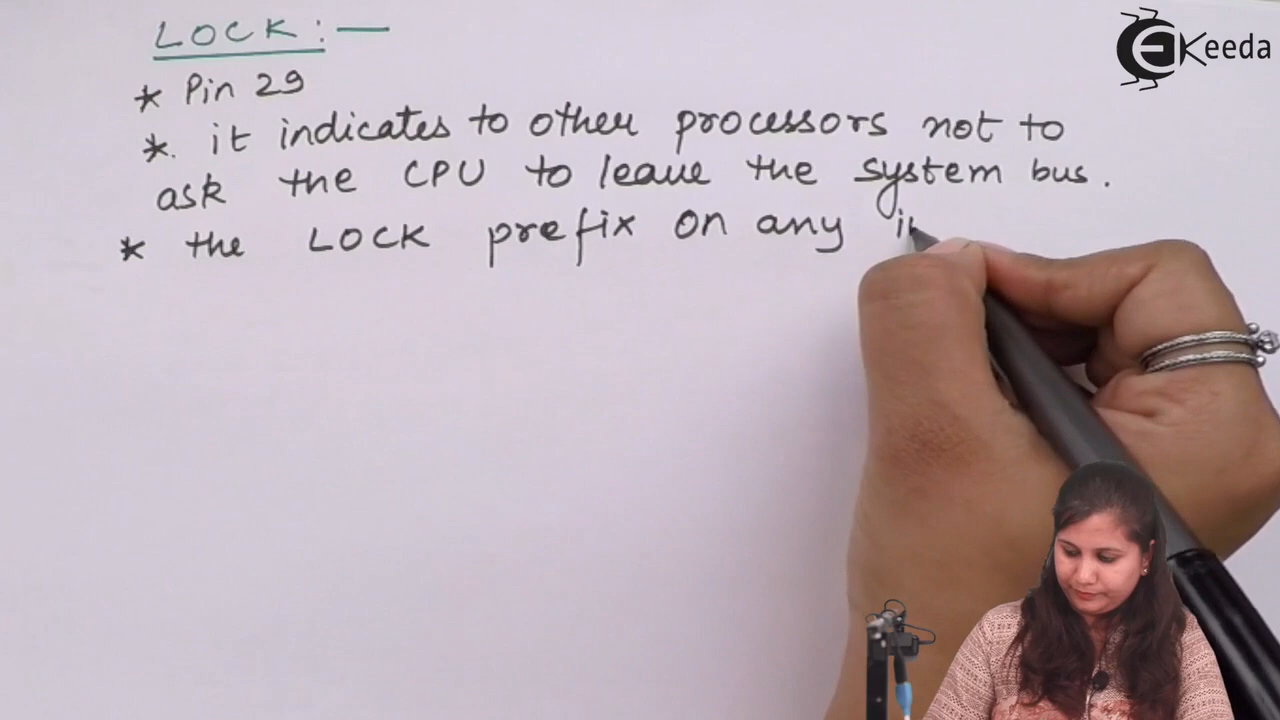 LOCK : —
* Pin 29
*. it indicates to other processors not to
ask the CPU to leave the system bus.
* the LOCK prefix on any
EKeeda